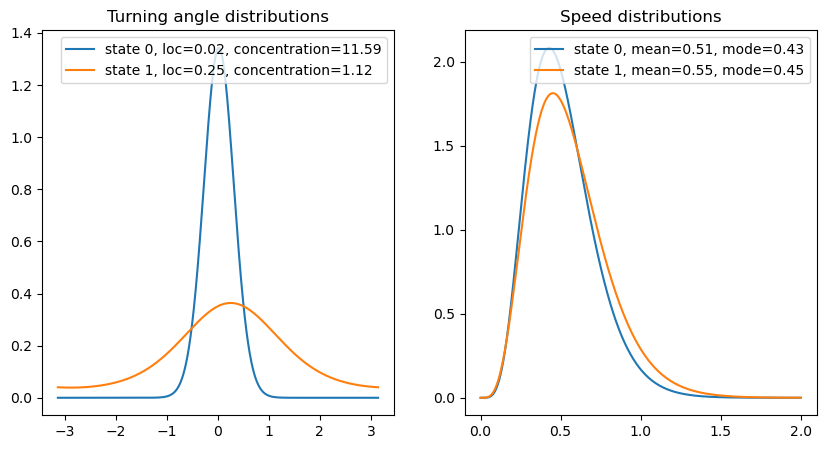 Turning angle distributions
state 0, loc=0.02, concentration=11.59
state 1, loc=0.25, concentration=1.12
1.4
1.2
1.0
0.8
0.6
0.4
0.2
0.0
−3 −2 −1 0 1 2 3
Speed distributions
state 0, mean=0.51, mode=0.43
state 1, mean=0.55, mode=0.45
2.0
1.5
1.0
0.5
0.0
0.0 0.5 1.0 1.5 2.0